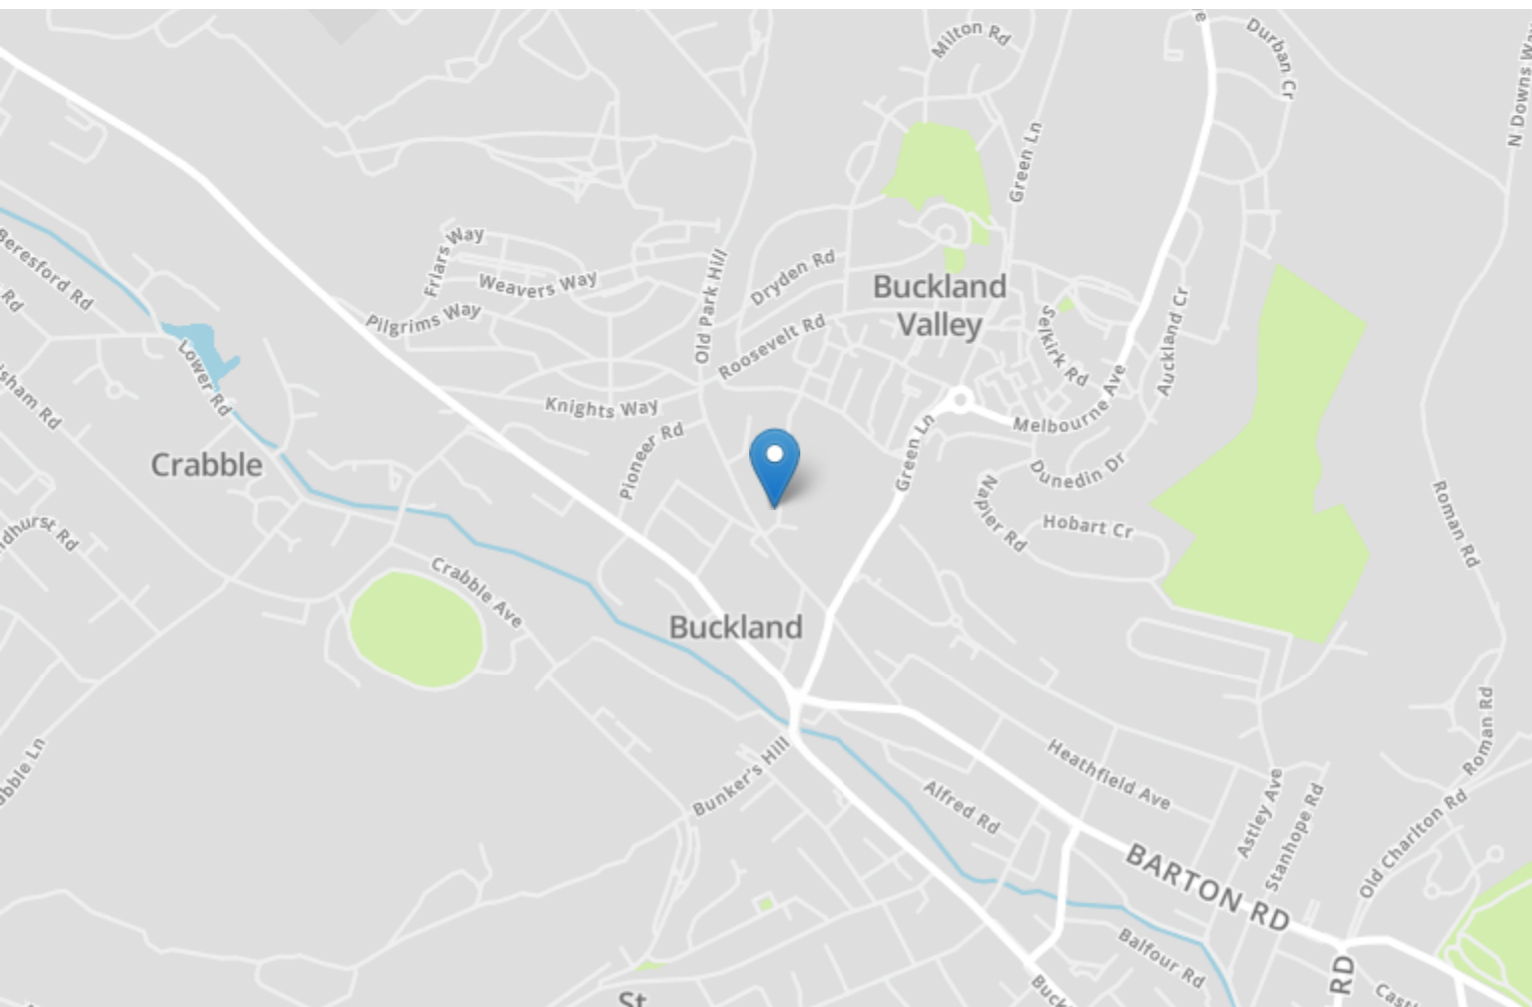 Milton Rd
Durban Cr
N Downs Way
Green Ln
Friars Way
Weavers Way
Pilgrims Way
Old Park Hill
Dryden Rd
Roosevelt Rd
Buckland
Valley
Selkirk Rd
Auckland Cr
Beresford Rd
Rd
Lower Rd
Knights Way
Pioneer Rd
Melbourne Ave
Green Ln
Dunedin Dr
Napier Rd
Hobart Cr
Roman Rd
Crabble
Crabble Ave
Buckland
Bunker's Hill
Heathfield Ave
Alfred Rd
Astley Ave
Stanhope Rd
Roman Rd
Old Charlton Rd
BARTON RD
Balfour Rd
RD
St